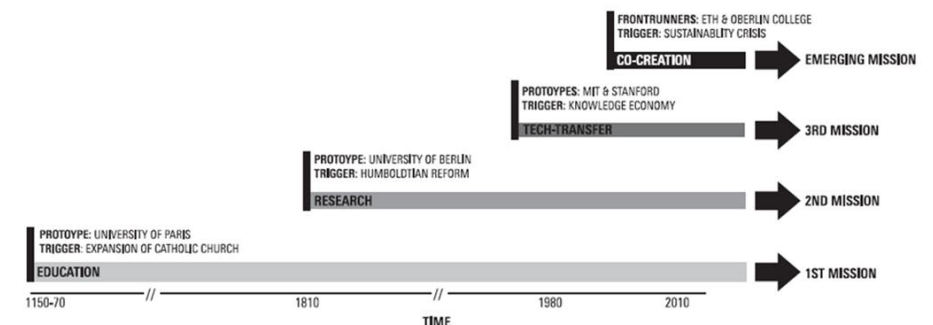 FRONTRUNNERS: ETH & OBERLIN COLLEGE
TRIGGER: SUSTAINABLITY CRISIS
CO-CREATION
EMERGING MISSION
PROTOYPES: MIT & STANFORD
TRIGGER: KNOWLEDGE ECONOMY
TECH-TRANSFER
3RD MISSION
PROTOYPE: UNIVERSITY OF BERLIN
TRIGGER: HUMBOLDTIAN REFORM
RESEARCH
2ND MISSION
PROTOYPE: UNIVERSITY OF PARIS
TRIGGER: EXPANSION OF CATHOLIC CHURCH
EDUCATION
1ST MISSION
1150-70 // 1810 // 1980 2010
TIME